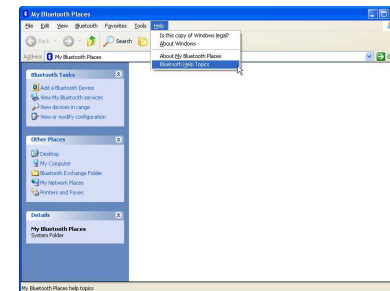 My Bluetooth Places
File Edit View Bluetooth Favorites Tools Help
Back Search
Address My Bluetooth Places
Is this copy of Windows legal?
About Windows
About My Bluetooth Places
Bluetooth Help Topics
Bluetooth Tasks
Add a Bluetooth Device
View My Bluetooth services
View devices in range
View or modify configuration
Other Places
Desktop
My Computer
Bluetooth Exchange Folder
My Network Places
Printers and Faxes
Details
My Bluetooth Places
System Folder
My Bluetooth Places help topics